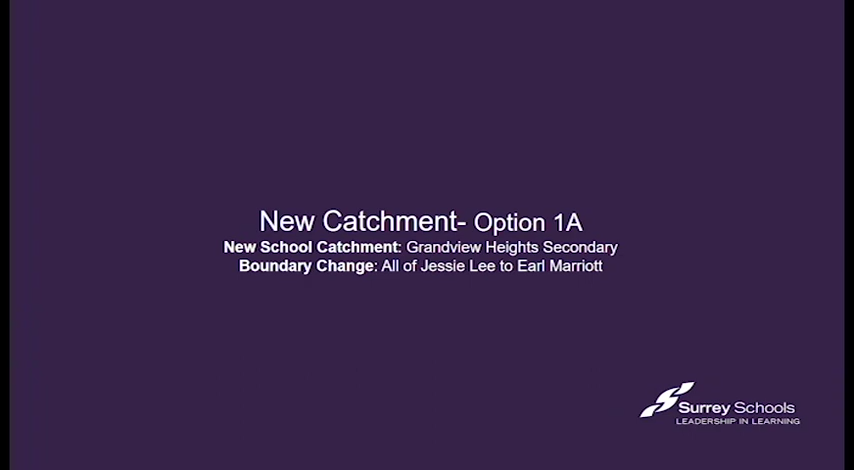 New Catchment- Option 1A
New School Catchment: Grandview Heights Secondary
Boundary Change: All of Jessie Lee to Earl Marriott
Surrey Schools
LEADERSHIP IN LEARNING